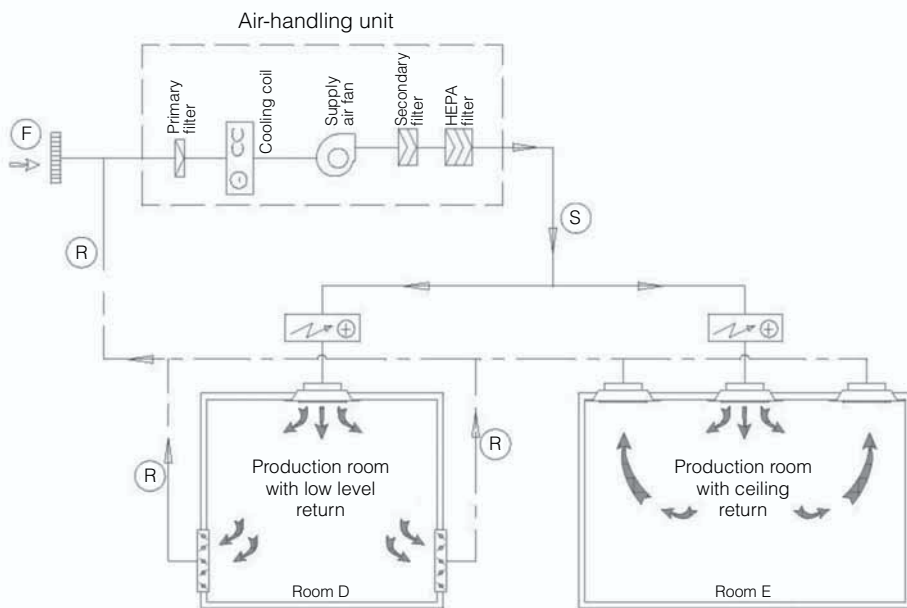 Air-handling unit
Primary
filter
Cooling coil
CC
Supply
air fan
Secondary
filter
HEPA
filter
F
R
S
R
R
Production room
with low level
return
Room D
Production room
with ceiling
return
Room E